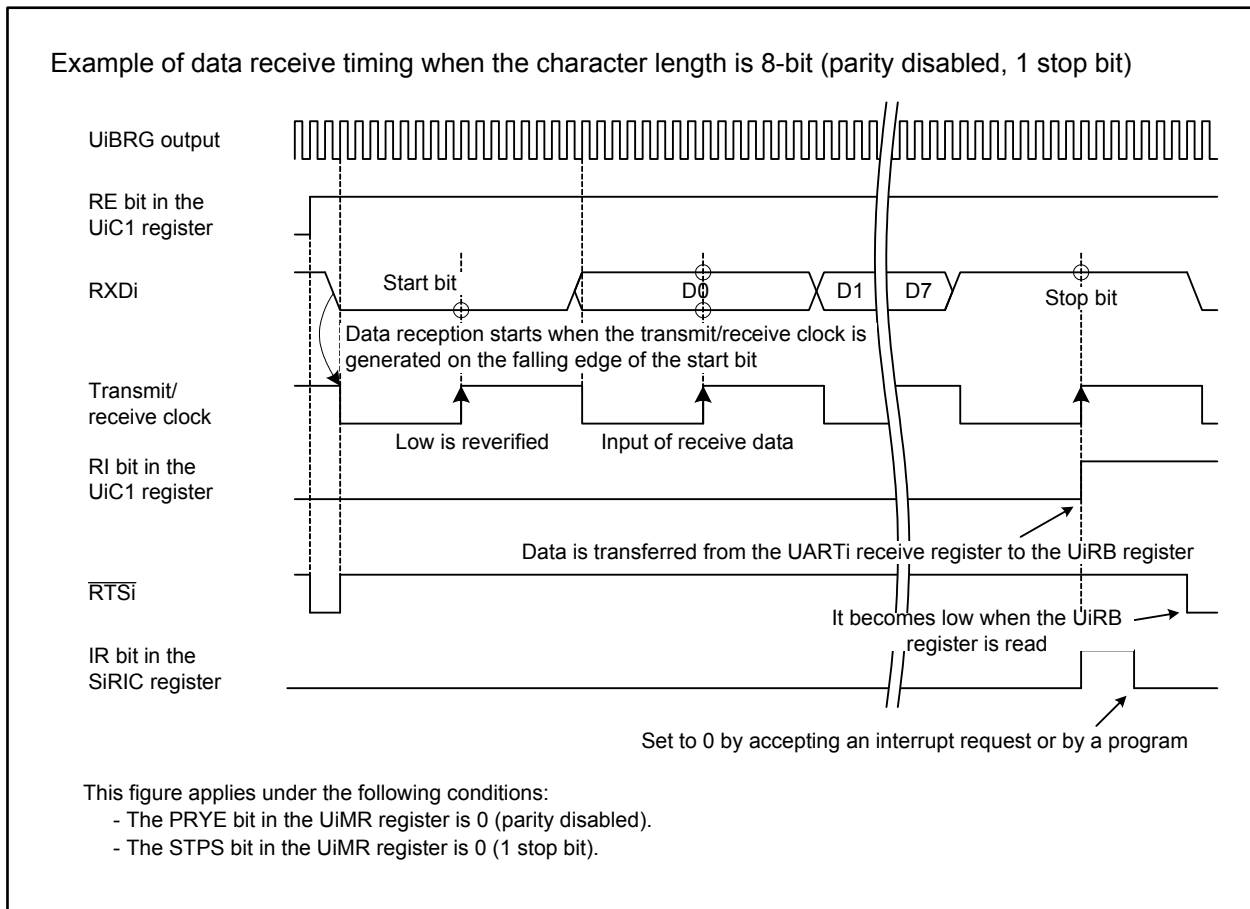 Example of data receive timing when the character length is 8-bit (parity disabled, 1 stop bit)
UiBRG output
RE bit in the
UiC1 register
RXDi
Start bit
D0
D1
D7
Stop bit
Data reception starts when the transmit/receive clock is
generated on the falling edge of the start bit
Transmit/
receive clock
Low is reverified
Input of receive data
RI bit in the
UiC1 register
Data is transferred from the UARTi receive register to the UiRB register
RTSi
It becomes low when the UiRB
register is read
IR bit in the
SiRIC register
Set to 0 by accepting an interrupt request or by a program
This figure applies under the following conditions:
- The PRYE bit in the UiMR register is 0 (parity disabled).
- The STPS bit in the UiMR register is 0 (1 stop bit).